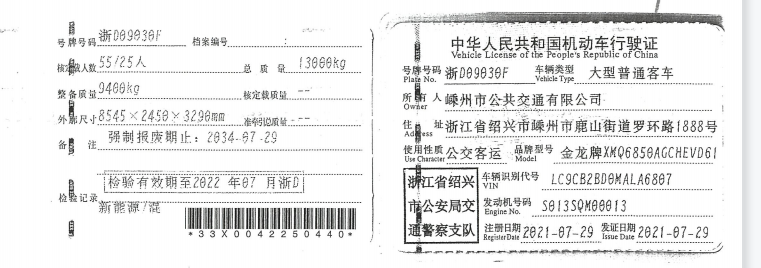 号牌号码 浙D09030F 档案编号
核定载人数 55/25人 总质量 13000kg
整备质量 9400kg 核定载质量 --
外廓尺寸 8545×2450×3290mm 准牵引总质量 --
备注 强制报废期止：2034-07-29
检验有效期至2022 年07 月浙D
检验记录
新能源/混
*33X0042250440*
中华人民共和国机动车行驶证
Vehicle License of the People's Republic of China
号牌号码 浙D09030F 车辆类型 大型普通客车
Plate No. Vehicle Type
所有人 嵊州市公共交通有限公司
Owner
住址 浙江省绍兴市嵊州市鹿山街道罗环路1888号
Address
使用性质 公交客运 品牌型号 金龙牌XMQ6850AGCHEVD61
Use Character Model
浙江省绍兴 车辆识别代号 LC9CB2BD0MALA6807
VIN
市公安局交 发动机号码 S013SQM00013
Engine No.
通警察支队 注册日期 2021-07-29 发证日期 2021-07-29
Register Date Issue Date